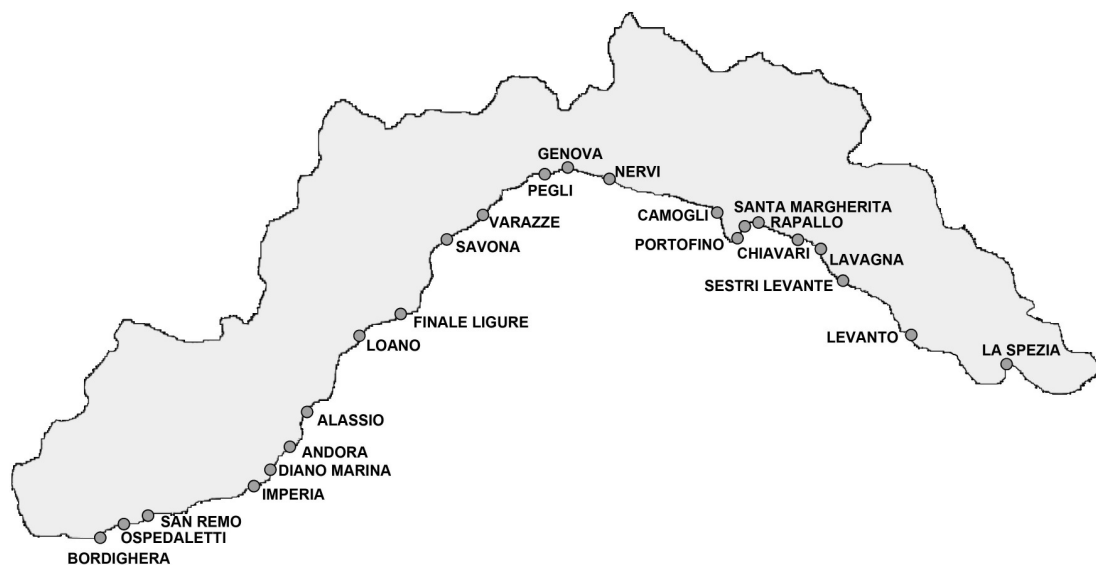 GENOVA
NERVI
PEGLI
SANTA MARGHERITA
CAMOGLI
RAPALLO
VARAZZE
PORTOFINO
SAVONA
CHIAVARI
LAVAGNA
SESTRI LEVANTE
FINALE LIGURE
LEVANTO
LOANO
LA SPEZIA
ALASSIO
ANDORA
DIANO MARINA
IMPERIA
SAN REMO
OSPEDALETTI
BORDIGHERA